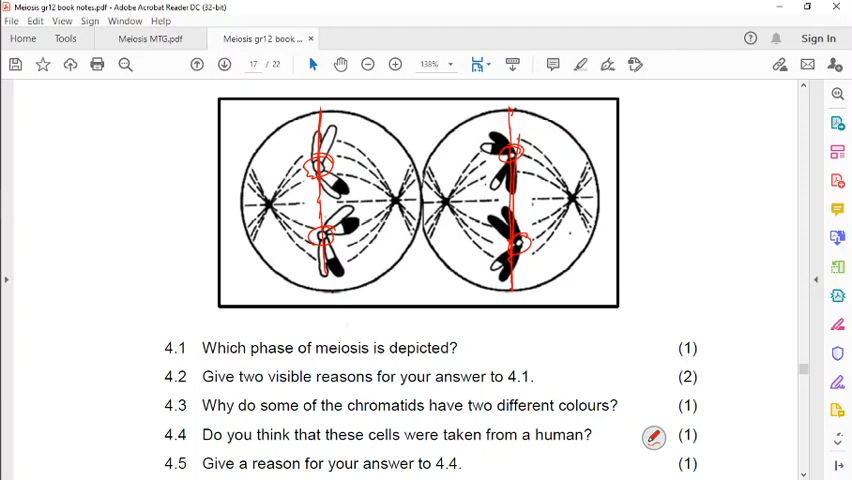 Meiosis gr12 book notes.pdf - Adobe Acrobat Reader DC (32-bit)
File Edit View Sign Window Help
Home Tools Meiosis MTG.pdf Meiosis gr12 book ... × Sign In
17 / 22 138%
4.1 Which phase of meiosis is depicted? (1)
4.2 Give two visible reasons for your answer to 4.1. (2)
4.3 Why do some of the chromatids have two different colours? (1)
4.4 Do you think that these cells were taken from a human? (1)
4.5 Give a reason for your answer to 4.4. (1)